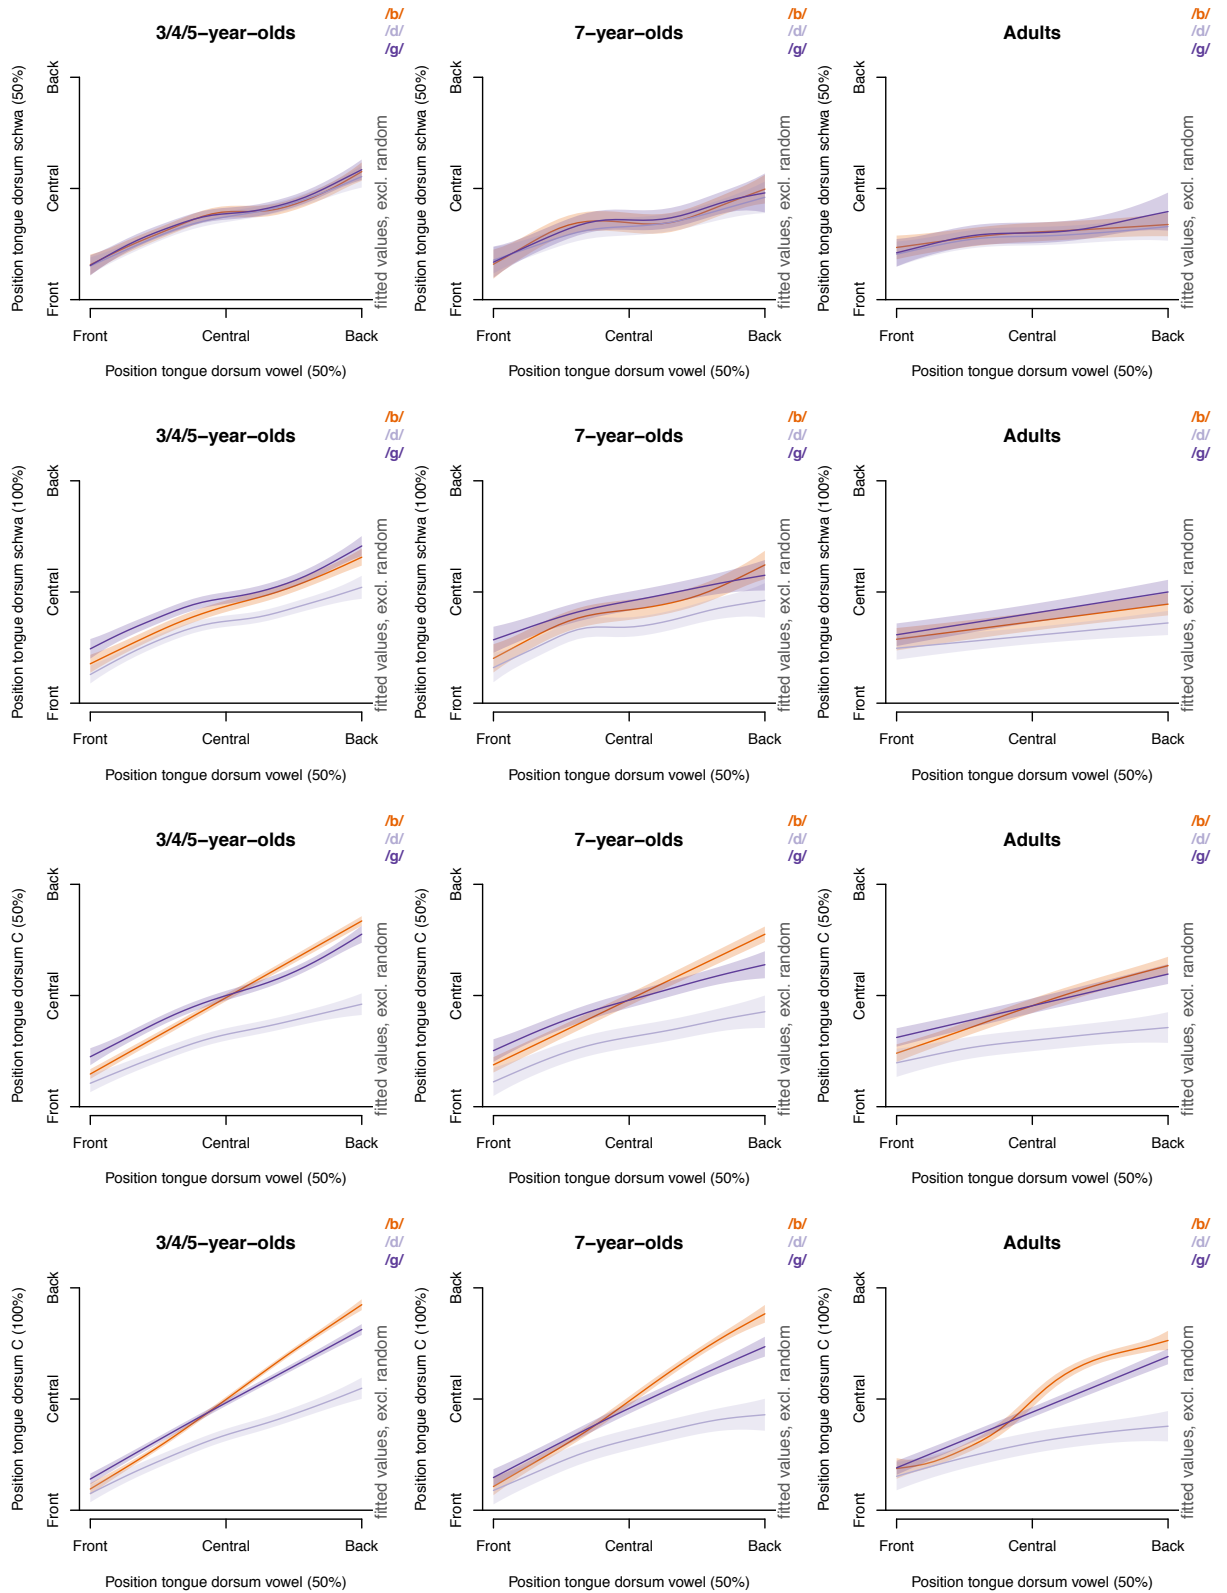 3/4/5−year−olds
/b/
/d/
/g/
Position tongue dorsum schwa (50%)
Back
Central
Front
fitted values, excl. random
Front Central Back
Position tongue dorsum vowel (50%)
7−year−olds
/b/
/d/
/g/
Position tongue dorsum schwa (50%)
Back
Central
Front
fitted values, excl. random
Front Central Back
Position tongue dorsum vowel (50%)
Adults
/b/
/d/
/g/
Position tongue dorsum schwa (50%)
Back
Central
Front
fitted values, excl. random
Front Central Back
Position tongue dorsum vowel (50%)
3/4/5−year−olds
/b/
/d/
/g/
Position tongue dorsum schwa (100%)
Back
Central
Front
fitted values, excl. random
Front Central Back
Position tongue dorsum vowel (50%)
7−year−olds
/b/
/d/
/g/
Position tongue dorsum schwa (100%)
Back
Central
Front
fitted values, excl. random
Front Central Back
Position tongue dorsum vowel (50%)
Adults
/b/
/d/
/g/
Position tongue dorsum schwa (100%)
Back
Central
Front
fitted values, excl. random
Front Central Back
Position tongue dorsum vowel (50%)
3/4/5−year−olds
/b/
/d/
/g/
Position tongue dorsum C (50%)
Back
Central
Front
fitted values, excl. random
Front Central Back
Position tongue dorsum vowel (50%)
7−year−olds
/b/
/d/
/g/
Position tongue dorsum C (50%)
Back
Central
Front
fitted values, excl. random
Front Central Back
Position tongue dorsum vowel (50%)
Adults
/b/
/d/
/g/
Position tongue dorsum C (50%)
Back
Central
Front
fitted values, excl. random
Front Central Back
Position tongue dorsum vowel (50%)
3/4/5−year−olds
/b/
/d/
/g/
Position tongue dorsum C (100%)
Back
Central
Front
fitted values, excl. random
Front Central Back
Position tongue dorsum vowel (50%)
7−year−olds
/b/
/d/
/g/
Position tongue dorsum C (100%)
Back
Central
Front
fitted values, excl. random
Front Central Back
Position tongue dorsum vowel (50%)
Adults
/b/
/d/
/g/
Position tongue dorsum C (100%)
Back
Central
Front
fitted values, excl. random
Front Central Back
Position tongue dorsum vowel (50%)